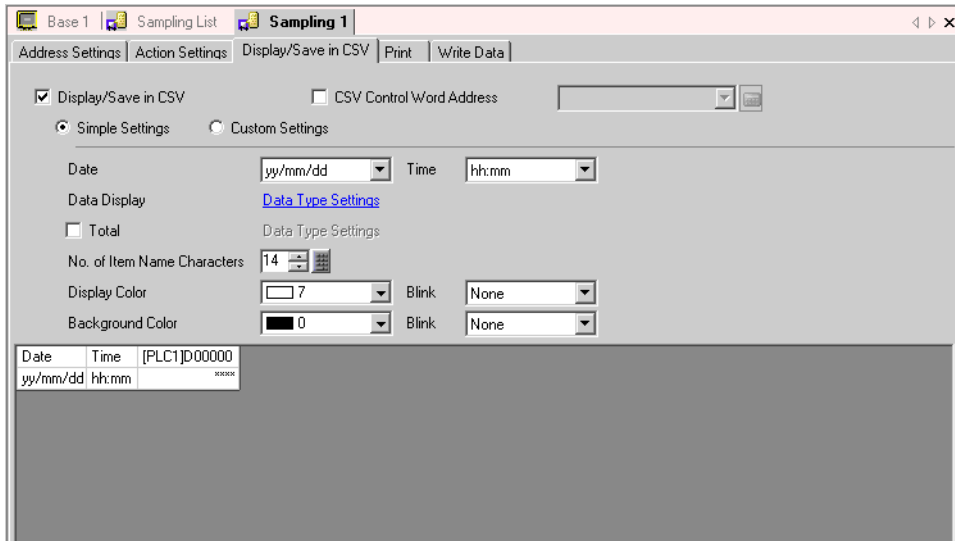 Base 1 Sampling List Sampling 1
Address Settings Action Settings Display/Save in CSV Print Write Data
Display/Save in CSV CSV Control Word Address
Simple Settings Custom Settings
Date yy/mm/dd Time hh:mm
Data Display Data Type Settings
Total Data Type Settings
No. of Item Name Characters 14
Display Color 7 Blink None
Background Color 0 Blink None
Date Time [PLC1]D00000
yy/mm/dd hh:mm ****